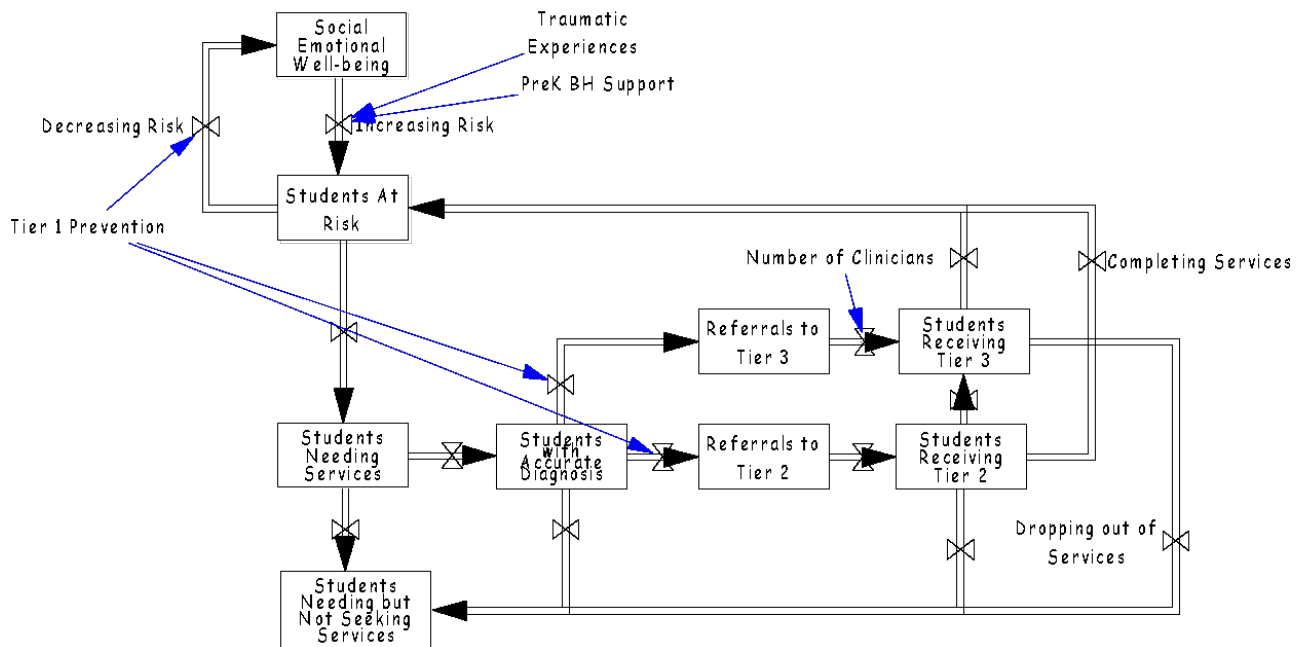 Social
Emotional
Well-being
Traumatic
Experiences
PreK BH Support
Decreasing Risk
Increasing Risk
Students At
Risk
Tier 1 Prevention
Number of Clinicians
Completing Services
Referrals to
Tier 3
Students
Receiving
Tier 3
Students
Needing
Services
Students
with
Accurate
Diagnosis
Referrals to
Tier 2
Students
Receiving
Tier 2
Dropping out of
Services
Students
Needing but
Not Seeking
Services